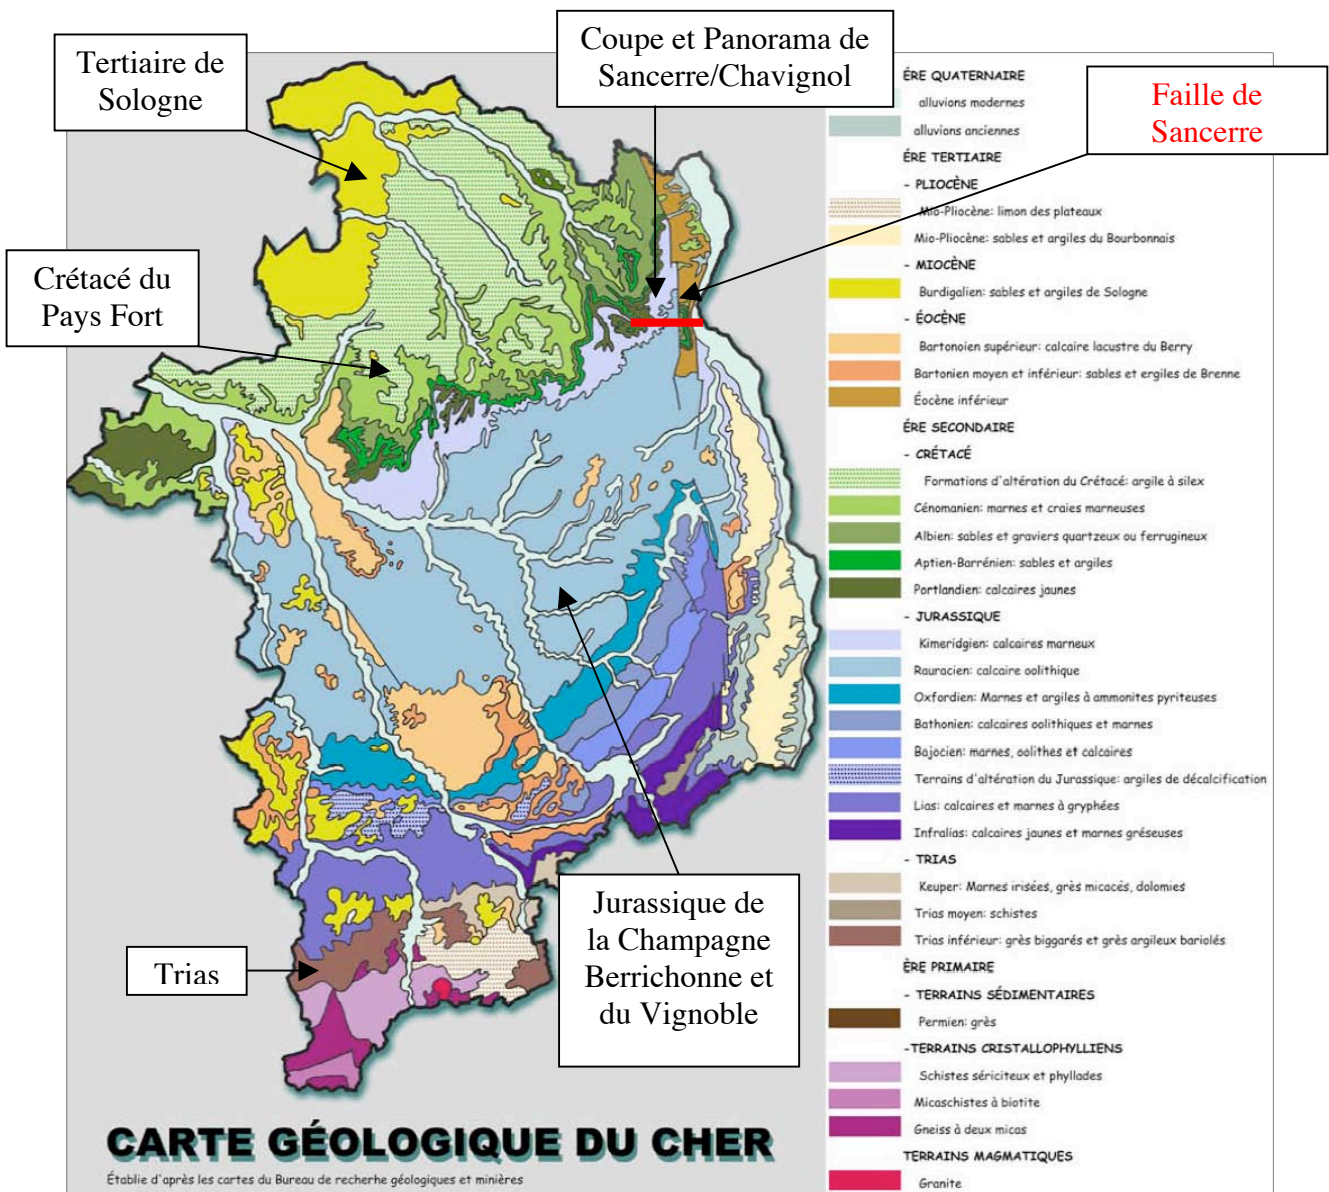 Tertiaire de
Sologne
Coupe et Panorama de
Sancerre/Chavignol
Faille de
Sancerre
Crétacé du
Pays Fort
Trias
Jurassique de
la Champagne
Berrichonne et
du Vignoble
CARTE GÉOLOGIQUE DU CHER
Établie d'après les cartes du Bureau de recherhe géologiques et minières
ÉRE QUATERNAIRE
alluvions modernes
alluvions anciennes
ÉRE TERTIAIRE
- PLIOCÈNE
Mio-Pliocène: limon des plateaux
Mio-Pliocène: sables et argiles du Bourbonnais
- MIOCÈNE
Burdigalien: sables et argiles de Sologne
- ÉOCÈNE
Bartonoien supérieur: calcaire lacustre du Berry
Bartonien moyen et inférieur: sables et ergiles de Brenne
Éocène inférieur
ÉRE SECONDAIRE
- CRÉTACÉ
Formations d'altération du Crétacé: argile à silex
Cénomanien: marnes et craies marneuses
Albien: sables et graviers quartzeux ou ferrugineux
Aptien-Barrénien: sables et argiles
Portlandien: calcaires jaunes
- JURASSIQUE
Kimeridgien: calcaires marneux
Rauracien: calcaire oolithique
Oxfordien: Marnes et argiles à ammonites pyriteuses
Bathonien: calcaires oolithiques et marnes
Bajocien: marnes, oolithes et calcaires
Terrains d'altération du Jurassique: argiles de décalcification
Lias: calcaires et marnes à gryphées
Infralias: calcaires jaunes et marnes gréseuses
- TRIAS
Keuper: Marnes irisées, grès micacés, dolomies
Trias moyen: schistes
Trias inférieur: grès biggarés et grès argileux bariolés
ÈRE PRIMAIRE
- TERRAINS SÉDIMENTAIRES
Permien: grès
-TERRAINS CRISTALLOPHYLLIENS
Schistes sériciteux et phyllades
Micaschistes à biotite
Gneiss à deux micas
TERRAINS MAGMATIQUES
Granite